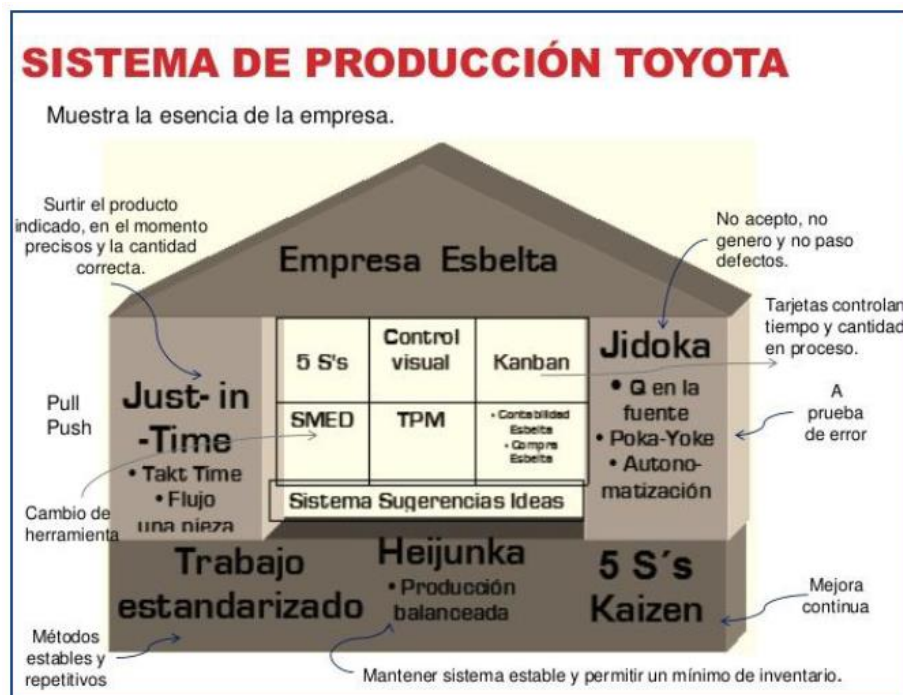 SISTEMA DE PRODUCCIÓN TOYOTA
Muestra la esencia de la empresa.
Surtir el producto
indicado, en el momento
precisos y la cantidad
correcta.
No acepto, no
genero y no paso
defectos.
Empresa Esbelta
Tarjetas controlan
tiempo y cantidad
en proceso.
Pull
Push
Just- in
-Time
• Takt Time
• Flujo
una pieza
5 S's
Control
visual
Kanban
SMED
TPM
• Contabilidad
Esbelta
• Compra
Esbelta
Sistema Sugerencias Ideas
Jidoka
• Q en la
fuente
• Poka-Yoke
• Autono-
matización
A
prueba
de error
Cambio de
herramienta
Trabajo
estandarizado
Heijunka
• Producción
balanceada
5 S´s
Kaizen
Mejora
continua
Métodos
estables y
repetitivos
Mantener sistema estable y permitir un mínimo de inventario.